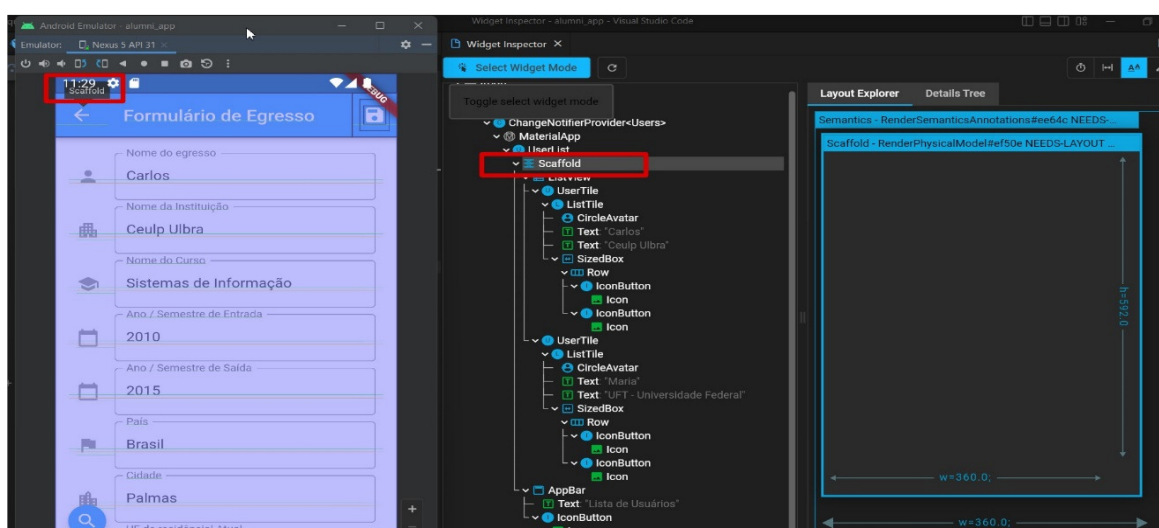 Android Emulator - alumni_app
Emulator: Nexus 5 API 31
11:29
Scaffold
DEBUG
Formulário de Egresso
Nome do egresso
Carlos
Nome da Instituição
Ceulp Ulbra
Nome do Curso
Sistemas de Informação
Ano / Semestre de Entrada
2010
Ano / Semestre de Saída
2015
País
Brasil
Cidade
Palmas
Widget Inspector - alumni_app - Visual Studio Code
Widget Inspector
Select Widget Mode
Toggle select widget mode
ChangeNotifierProvider<Users>
MaterialApp
UserList
Scaffold
ListView
UserTile
ListTile
CircleAvatar
Text: "Carlos"
Text: "Ceulp Ulbra"
SizedBox
Row
IconButton
Icon
IconButton
Icon
UserTile
ListTile
CircleAvatar
Text: "Maria"
Text: "UFT - Universidade Federal"
SizedBox
Row
IconButton
Icon
IconButton
Icon
AppBar
Text: "Lista de Usuários"
IconButton
Layout Explorer Details Tree
Semantics - RenderSemanticsAnnotations#ee64c NEEDS-...
Scaffold - RenderPhysicalModel#ef50e NEEDS-LAYOUT ...
h=592.0
w=360.0;
w=360.0;